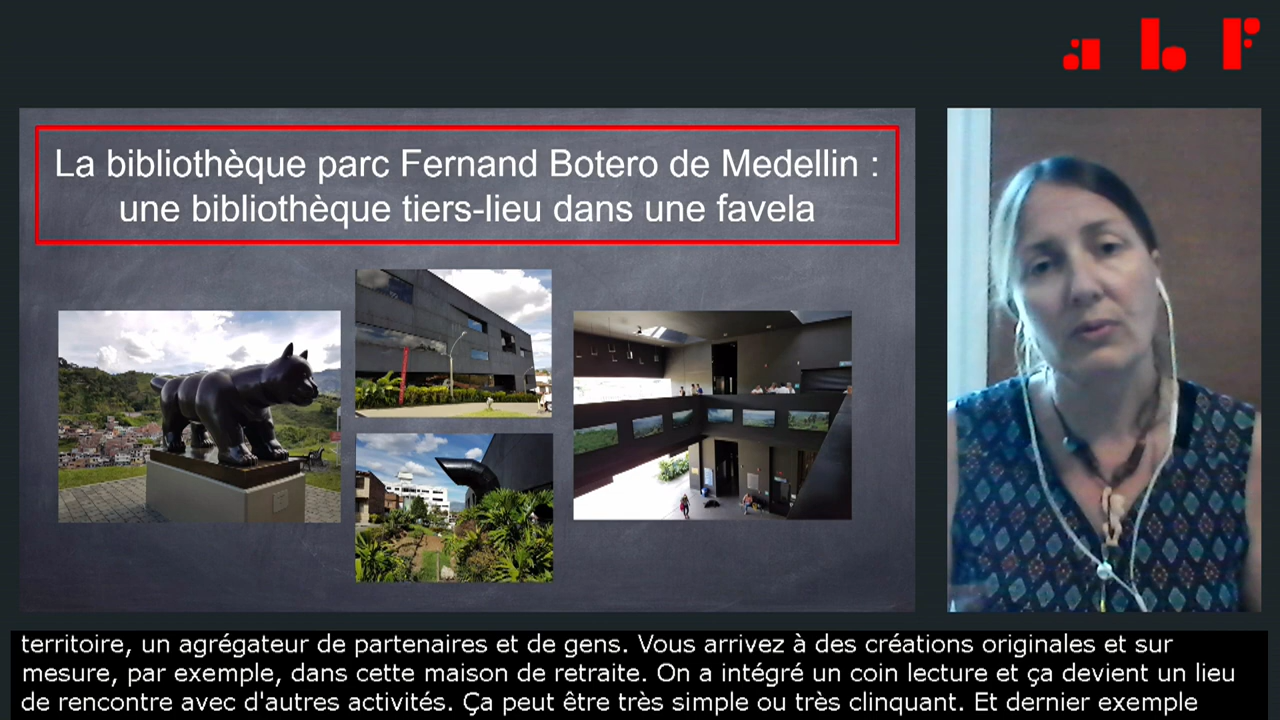 abF
La bibliothèque parc Fernand Botero de Medellin :
une bibliothèque tiers-lieu dans une favela
territoire, un agrégateur de partenaires et de gens. Vous arrivez à des créations originales et sur
mesure, par exemple, dans cette maison de retraite. On a intégré un coin lecture et ça devient un lieu
de rencontre avec d'autres activités. Ça peut être très simple ou très clinquant. Et dernier exemple